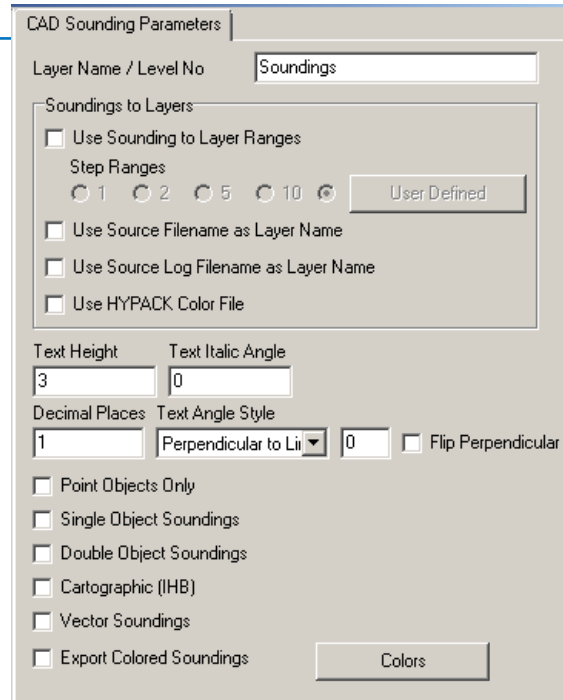 CAD Sounding Parameters
Layer Name / Level No Soundings
Soundings to Layers
Use Sounding to Layer Ranges
Step Ranges
1 2 5 10 User Defined
Use Source Filename as Layer Name
Use Source Log Filename as Layer Name
Use HYPACK Color File
Text Height Text Italic Angle
3 0
Decimal Places Text Angle Style
1 Perpendicular to Lir 0 Flip Perpendicular
Point Objects Only
Single Object Soundings
Double Object Soundings
Cartographic (IHB)
Vector Soundings
Export Colored Soundings Colors